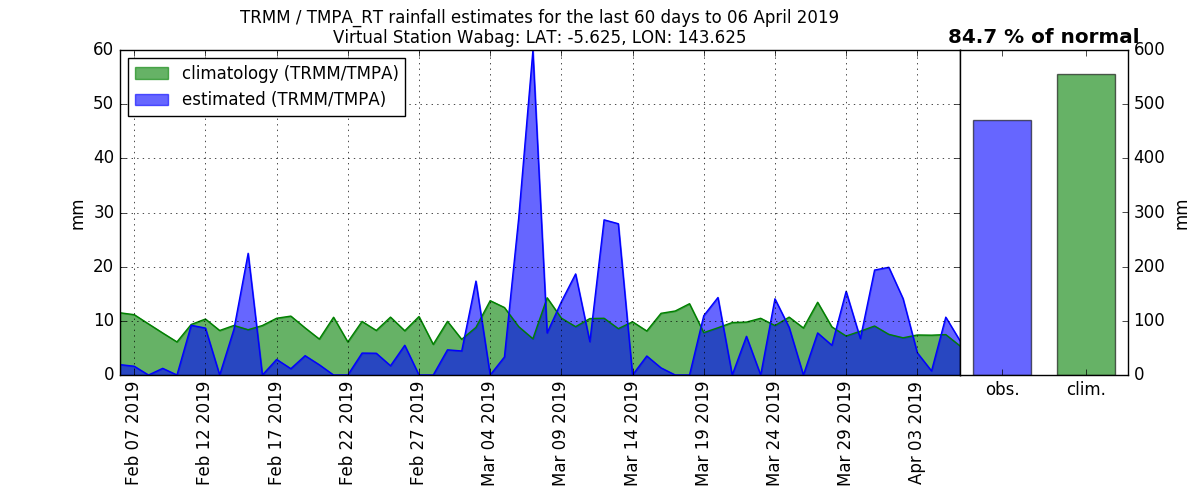 TRMM / TMPA_RT rainfall estimates for the last 60 days to 06 April 2019
Virtual Station Wabag: LAT: -5.625, LON: 143.625
84.7 % of normal
climatology (TRMM/TMPA)
estimated (TRMM/TMPA)
60
50
40
30
20
10
0
mm
Feb 07 2019
Feb 12 2019
Feb 17 2019
Feb 22 2019
Feb 27 2019
Mar 04 2019
Mar 09 2019
Mar 14 2019
Mar 19 2019
Mar 24 2019
Mar 29 2019
Apr 03 2019
obs.
clim.
600
500
400
300
200
100
0
mm